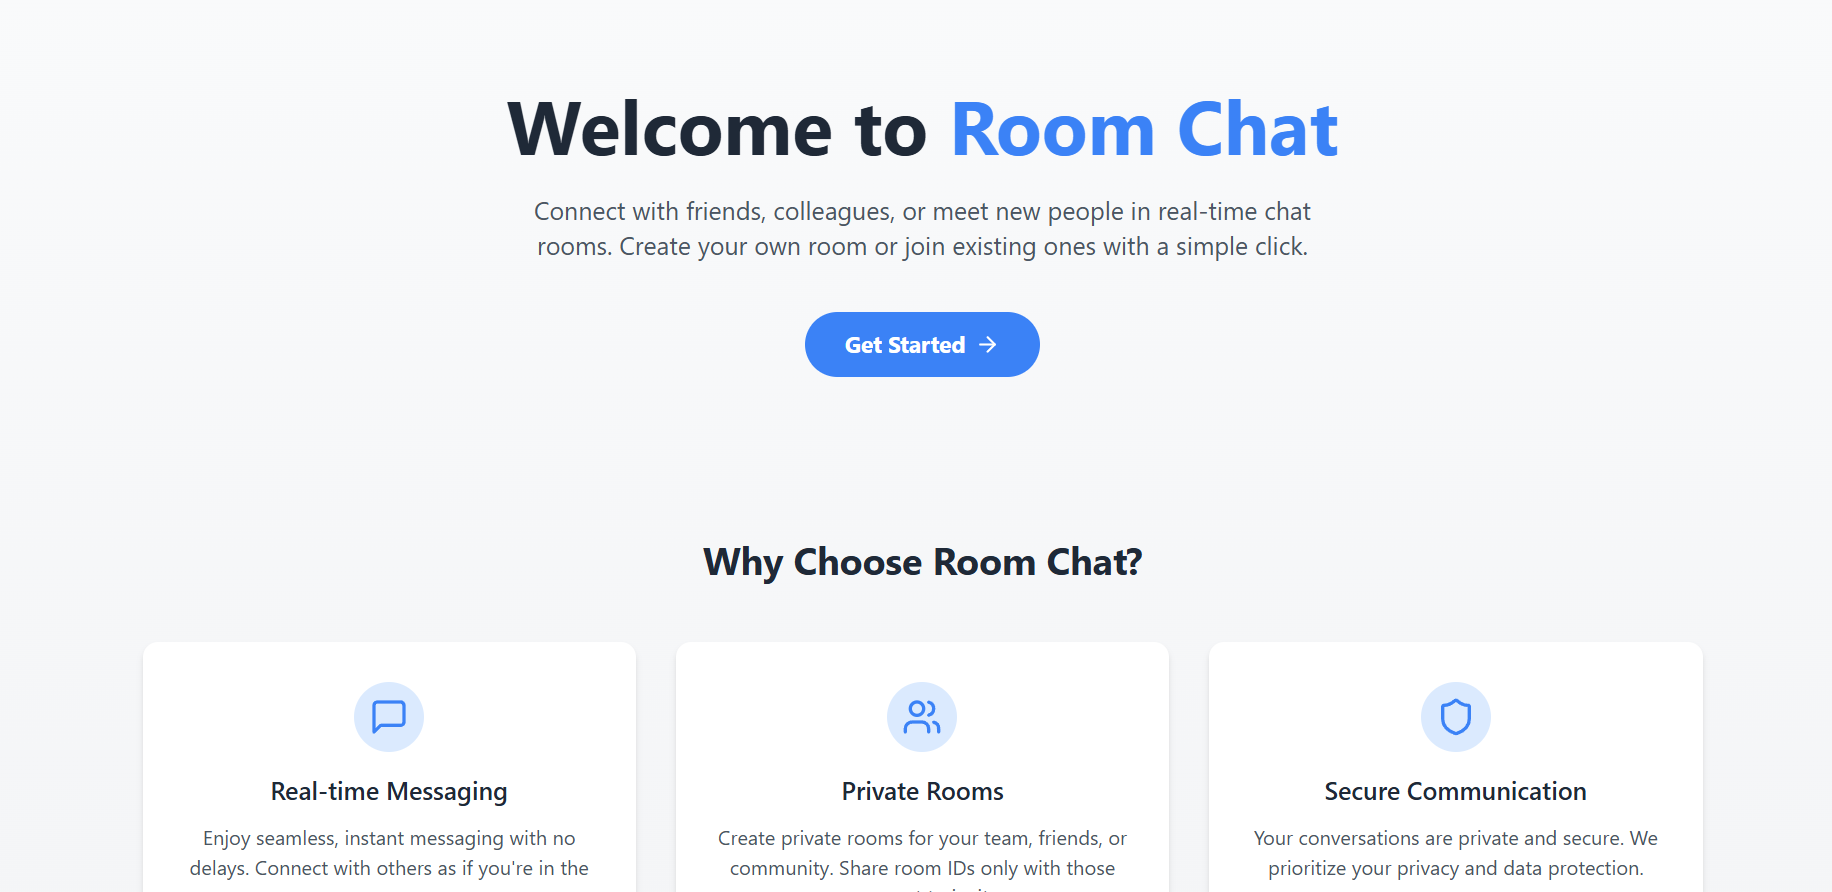 Welcome to Room Chat
Connect with friends, colleagues, or meet new people in real-time chat
rooms. Create your own room or join existing ones with a simple click.
Get Started
Why Choose Room Chat?
Real-time Messaging
Enjoy seamless, instant messaging with no
delays. Connect with others as if you're in the
Private Rooms
Create private rooms for your team, friends, or
community. Share room IDs only with those
Secure Communication
Your conversations are private and secure. We
prioritize your privacy and data protection.